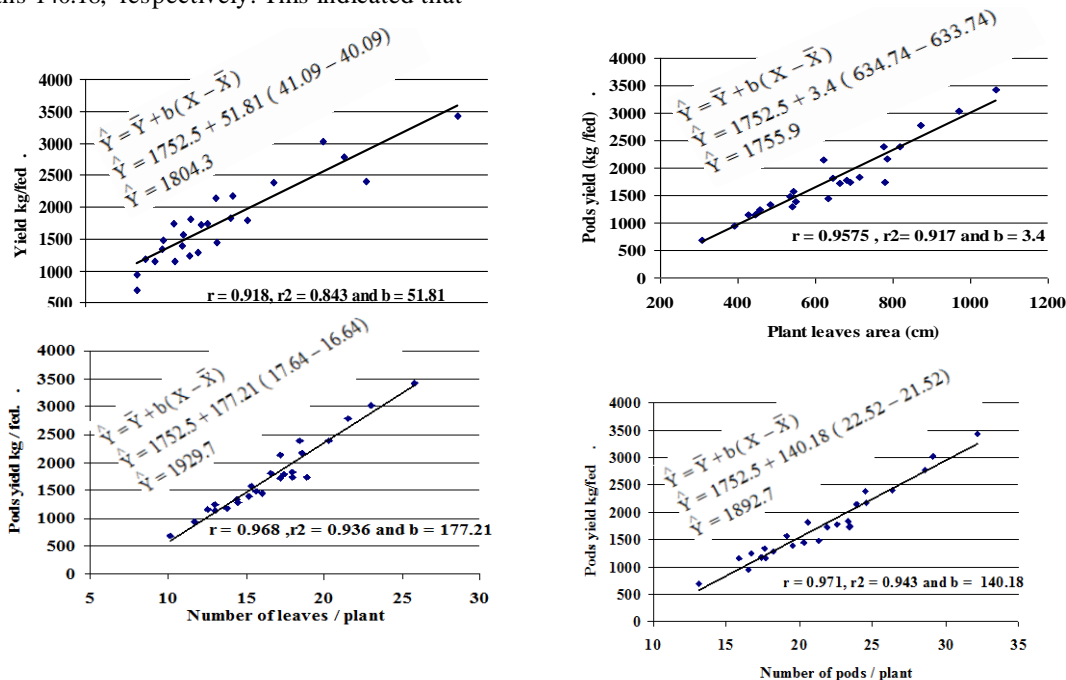 this 140.18, respectively. This indicated that
4000
3500
3000
2500
2000
1500
1000
500
Yield kg/fed .
Ŷ = Ȳ + b( X − X̄ )
Ŷ = 1752.5 + 51.81 ( 41.09 − 40.09 )
Ŷ = 1804.3
r = 0.918, r2 = 0.843 and b = 51.81
4000
3500
3000
2500
2000
1500
1000
500
0
Pods yield (kg /fed) .
Ŷ = Ȳ + b( X − X̄ )
Ŷ = 1752.5 + 3.4 ( 634.74 − 633.74 )
Ŷ = 1755.9
r = 0.9575 , r2= 0.917 and b = 3.4
200 400 600 800 1000 1200
Plant leaves area (cm)
4000
3500
3000
2500
2000
1500
1000
500
0
Pods yield kg / fed. .
Ŷ = Ȳ + b( X − X̄ )
Ŷ = 1752.5 + 177.21 ( 17.64 − 16.64 )
Ŷ = 1929.7
r = 0.968 ,r2 = 0.936 and b = 177.21
5 10 15 20 25 30
Number of leaves / plant
4000
3500
3000
2500
2000
1500
1000
500
0
Pods yield kg/fed .
Ŷ = Ȳ + b( X − X̄ )
Ŷ = 1752.5 + 140.18 ( 22.52 − 21.52 )
Ŷ = 1892.7
r = 0.971, r2 = 0.943 and b = 140.18
10 15 20 25 30 35
Number of pods / plant